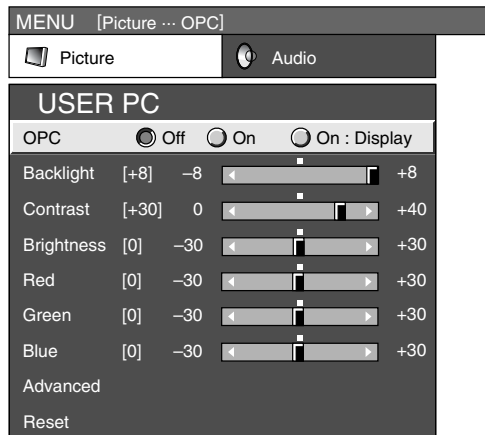 MENU [Picture ··· OPC]
Picture Audio
USER PC
OPC Off On On : Display
Backlight [+8] –8 +8
Contrast [+30] 0 +40
Brightness [0] –30 +30
Red [0] –30 +30
Green [0] –30 +30
Blue [0] –30 +30
Advanced
Reset